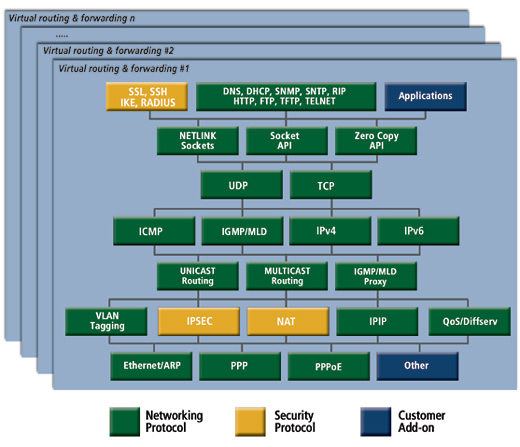 Virtual routing & forwarding n
.....
Virtual routing & forwarding #2
Virtual routing & forwarding #1
SSL, SSH
IKE, RADIUS
DNS, DHCP, SNMP, SNTP, RIP
HTTP, FTP, TFTP, TELNET
Applications
NETLINK
Sockets
Socket
API
Zero Copy
API
UDP
TCP
ICMP
IGMP/MLD
IPv4
IPv6
UNICAST
Routing
MULTICAST
Routing
IGMP/MLD
Proxy
VLAN
Tagging
IPSEC
NAT
IPIP
QoS/Diffserv
Ethernet/ARP
PPP
PPPoE
Other
Networking
Protocol
Security
Protocol
Customer
Add-on